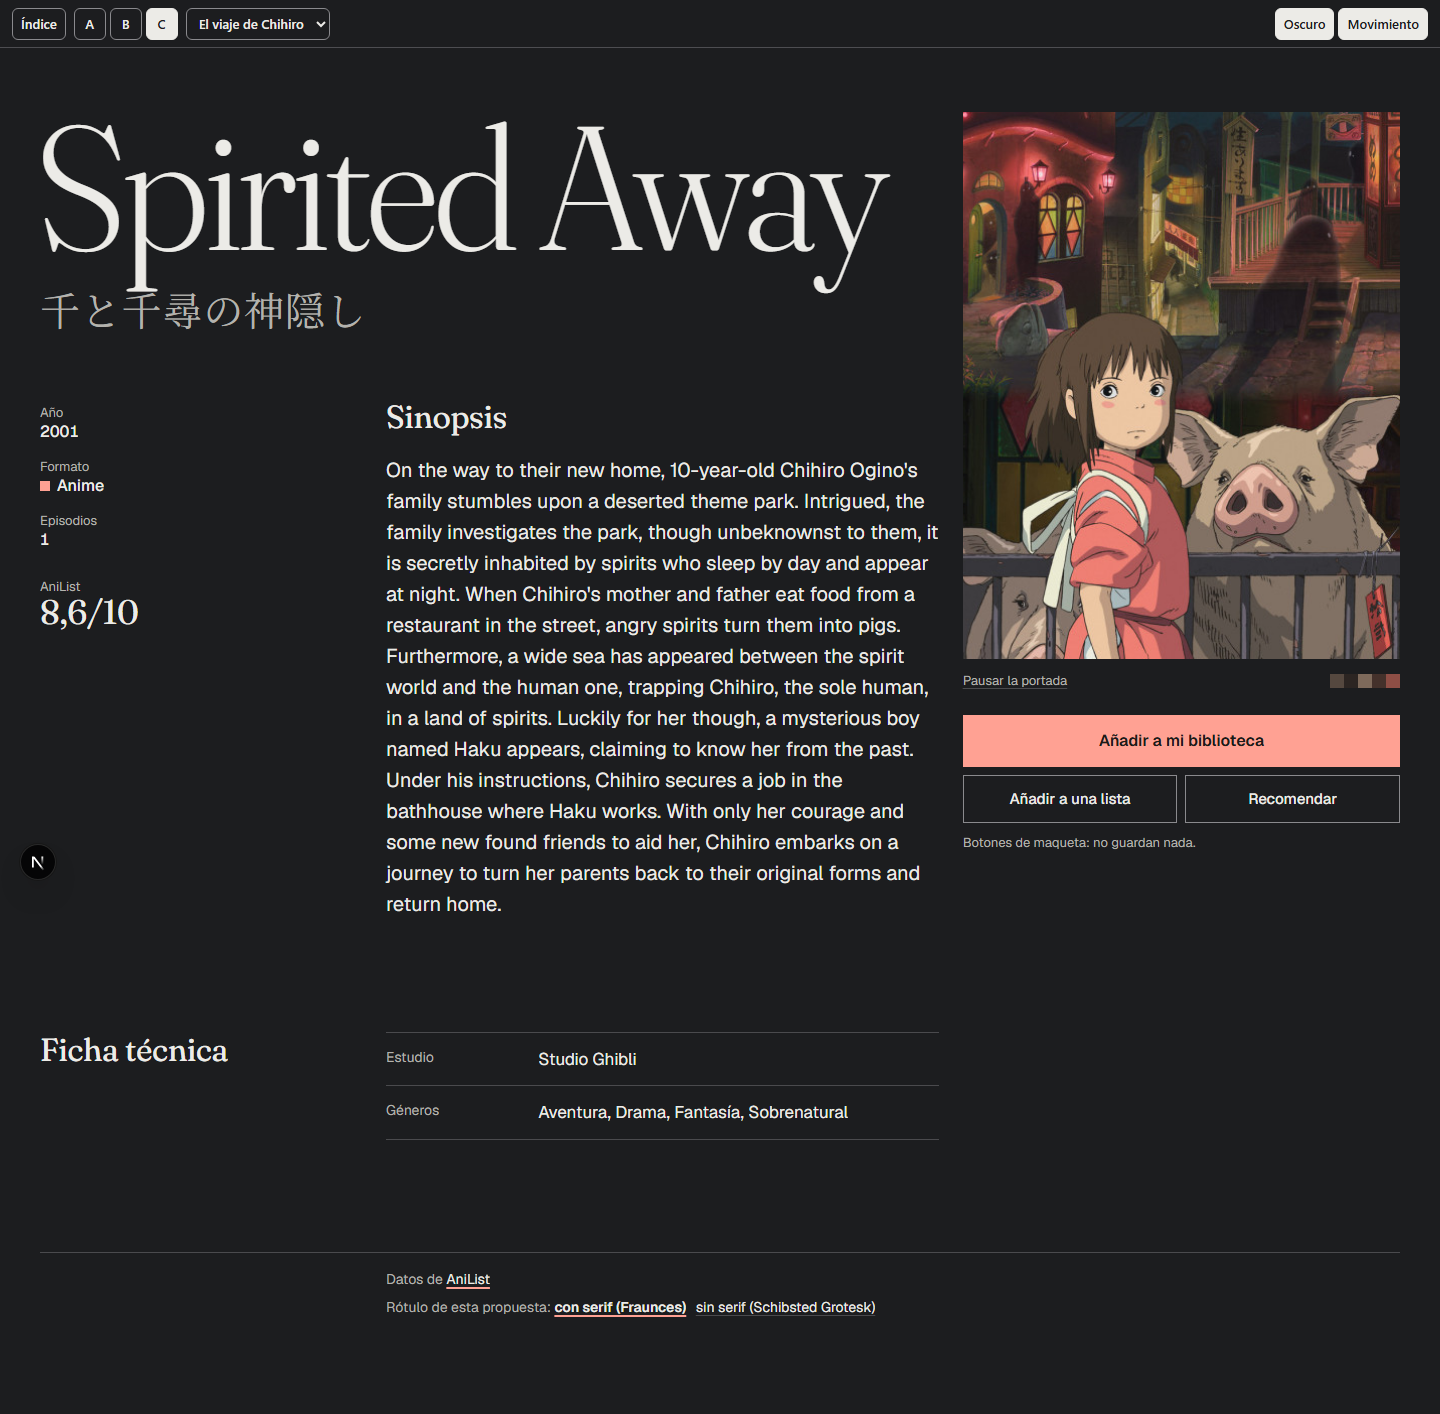 Índice A B C El viaje de Chihiro Oscuro Movimiento
Spirited Away
千と千尋の神隠し
Año
2001
Formato
Anime
Episodios
1
AniList
8,6/10
Sinopsis
On the way to their new home, 10-year-old Chihiro Ogino's
family stumbles upon a deserted theme park. Intrigued, the
family investigates the park, though unbeknownst to them, it
is secretly inhabited by spirits who sleep by day and appear
at night. When Chihiro's mother and father eat food from a
restaurant in the street, angry spirits turn them into pigs.
Furthermore, a wide sea has appeared between the spirit
world and the human one, trapping Chihiro, the sole human,
in a land of spirits. Luckily for her though, a mysterious boy
named Haku appears, claiming to know her from the past.
Under his instructions, Chihiro secures a job in the
bathhouse where Haku works. With only her courage and
some new found friends to aid her, Chihiro embarks on a
journey to turn her parents back to their original forms and
return home.
Pausar la portada
Añadir a mi biblioteca
Añadir a una lista
Recomendar
Botones de maqueta: no guardan nada.
N
Ficha técnica
Estudio Studio Ghibli
Géneros Aventura, Drama, Fantasía, Sobrenatural
Datos de AniList
Rótulo de esta propuesta: con serif (Fraunces) sin serif (Schibsted Grotesk)